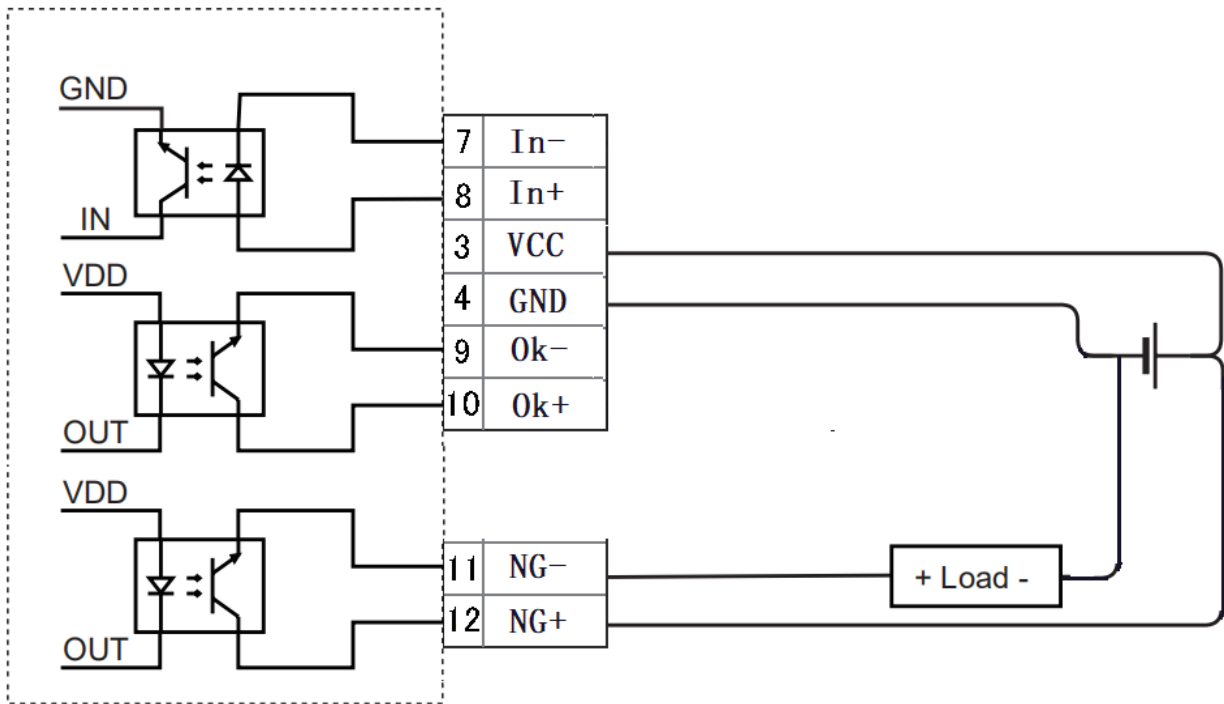 GND
IN
VDD
OUT
VDD
OUT
7 In-
8 In+
3 VCC
4 GND
9 Ok-
10 Ok+
11 NG-
12 NG+
+ Load -